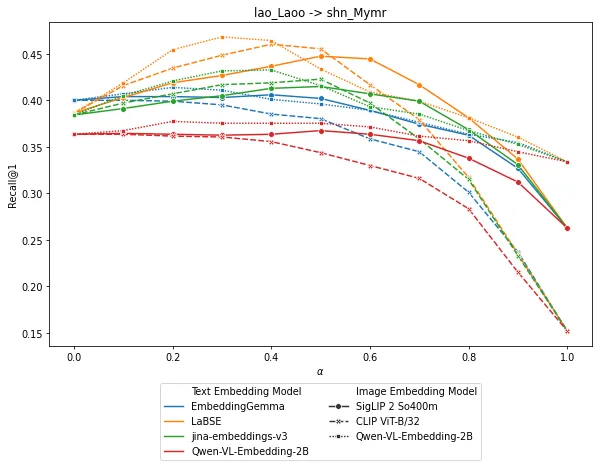 lao_Laoo -> shn_Mymr
Recall@1
0.45
0.40
0.35
0.30
0.25
0.20
0.15
0.0
0.2
0.4
0.6
0.8
1.0
α
Text Embedding Model
EmbeddingGemma
LaBSE
jina-embeddings-v3
Qwen-VL-Embedding-2B
Image Embedding Model
SigLIP 2 So400m
CLIP ViT-B/32
Qwen-VL-Embedding-2B